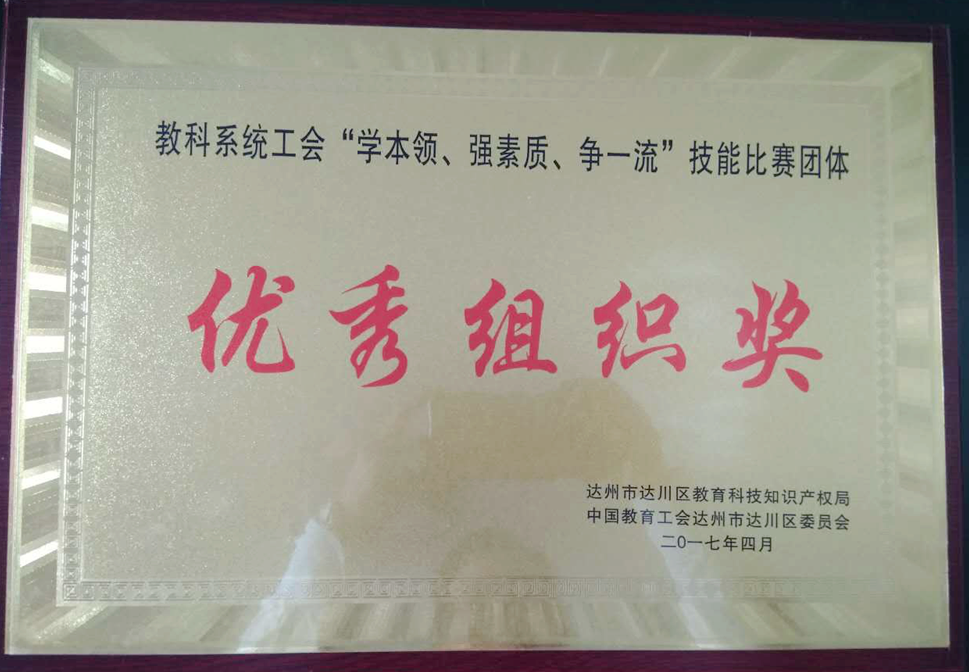 教科系统工会“学本领、强素质、争一流”技能比赛团体
优秀组织奖
达州市达川区教育科技知识产权局
中国教育工会达州市达川区委员会
二0一七年四月